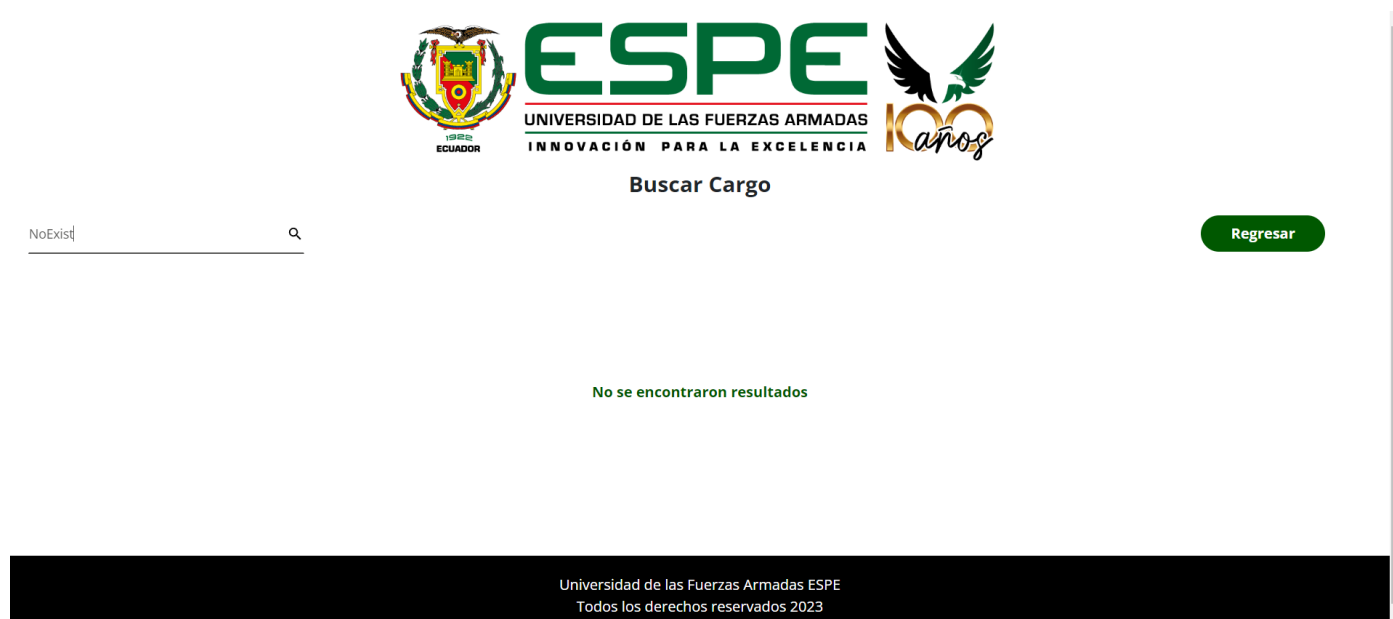 ESPE
UNIVERSIDAD DE LAS FUERZAS ARMADAS
INNOVACIÓN PARA LA EXCELENCIA
1922
ECUADOR
100
años
Buscar Cargo
NoExist
Regresar
No se encontraron resultados
Universidad de las Fuerzas Armadas ESPE
Todos los derechos reservados 2023